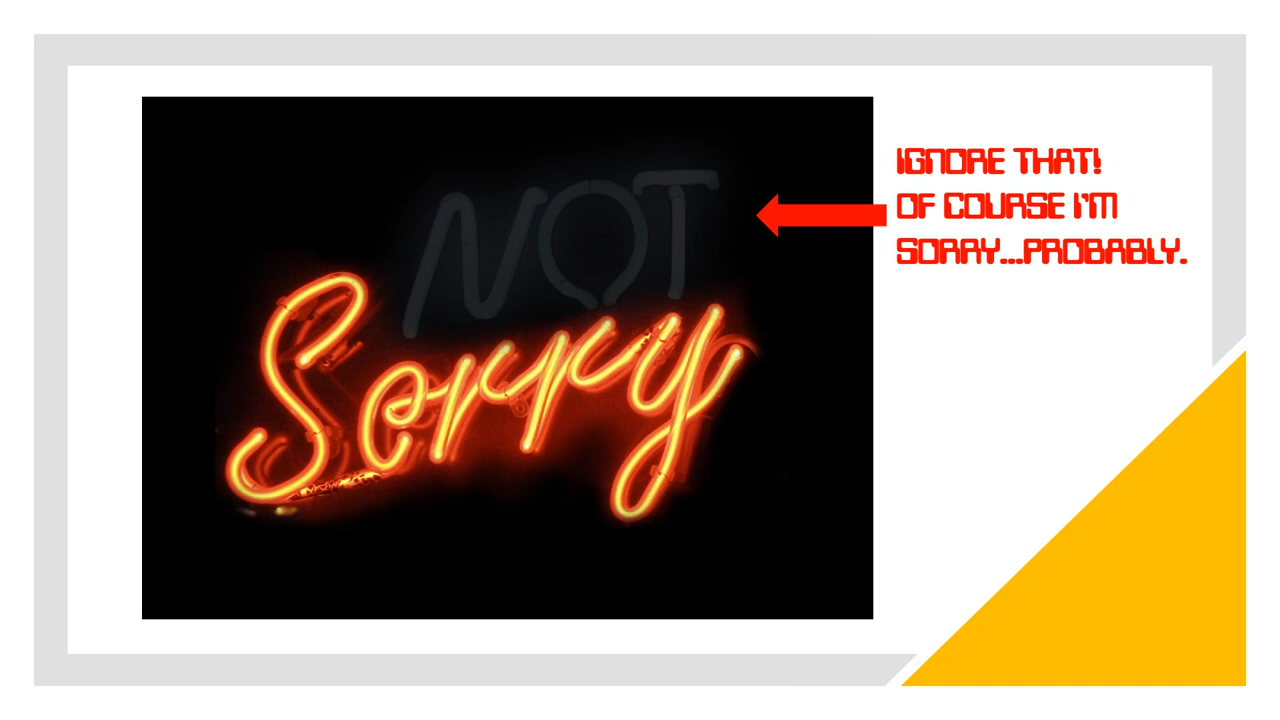 NOT
Sorry
IGNORE THAT!
OF COURSE I'M
SORRY...PROBABLY.